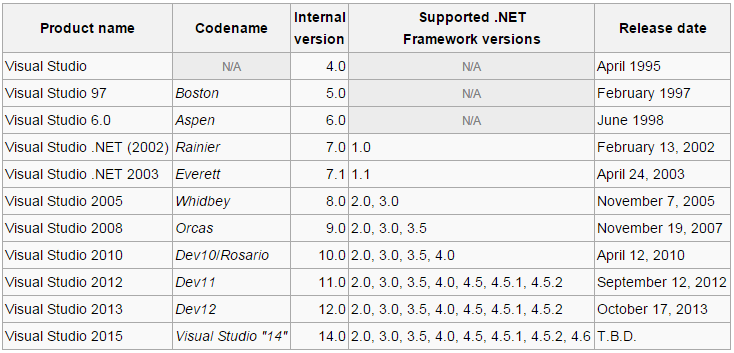 Product name Codename Internal version Supported .NET Framework versions Release date
Visual Studio N/A 4.0 N/A April 1995
Visual Studio 97 Boston 5.0 N/A February 1997
Visual Studio 6.0 Aspen 6.0 N/A June 1998
Visual Studio .NET (2002) Rainier 7.0 1.0 February 13, 2002
Visual Studio .NET 2003 Everett 7.1 1.1 April 24, 2003
Visual Studio 2005 Whidbey 8.0 2.0, 3.0 November 7, 2005
Visual Studio 2008 Orcas 9.0 2.0, 3.0, 3.5 November 19, 2007
Visual Studio 2010 Dev10/Rosario 10.0 2.0, 3.0, 3.5, 4.0 April 12, 2010
Visual Studio 2012 Dev11 11.0 2.0, 3.0, 3.5, 4.0, 4.5, 4.5.1, 4.5.2 September 12, 2012
Visual Studio 2013 Dev12 12.0 2.0, 3.0, 3.5, 4.0, 4.5, 4.5.1, 4.5.2 October 17, 2013
Visual Studio 2015 Visual Studio "14" 14.0 2.0, 3.0, 3.5, 4.0, 4.5, 4.5.1, 4.5.2, 4.6 T.B.D.